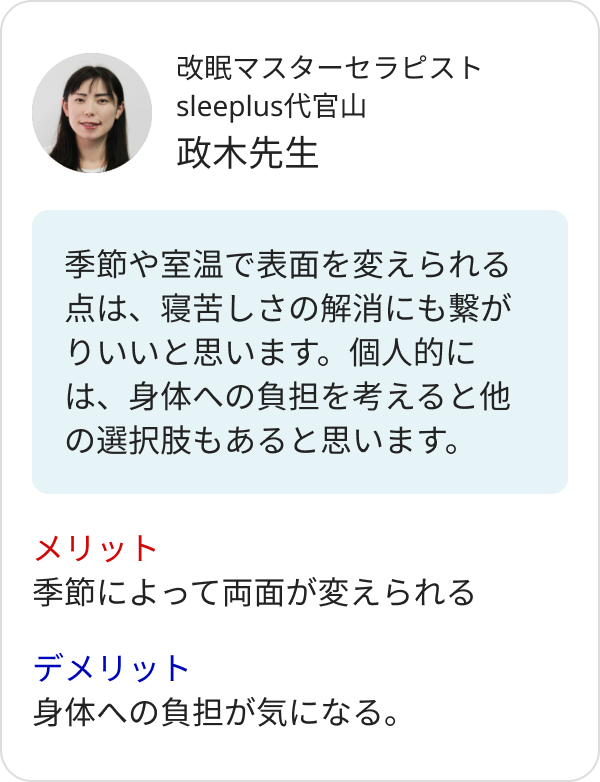 改眠マスターセラピスト
sleeplus代官山
政木先生
季節や室温で表面を変えられる
点は、寝苦しさの解消にも繋が
りいいと思います。個人的に
は、身体への負担を考えると他
の選択肢もあると思います。
メリット
季節によって両面が変えられる
デメリット
身体への負担が気になる。